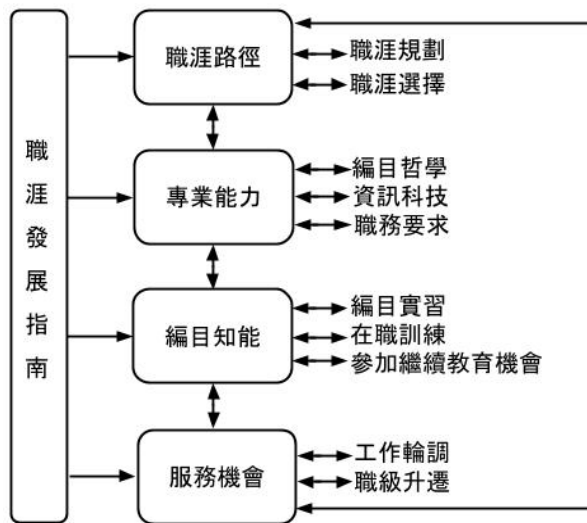 職涯發展指南
職涯路徑
職涯規劃
職涯選擇
專業能力
編目哲學
資訊科技
職務要求
編目知能
編目實習
在職訓練
參加繼續教育機會
服務機會
工作輪調
職級升遷